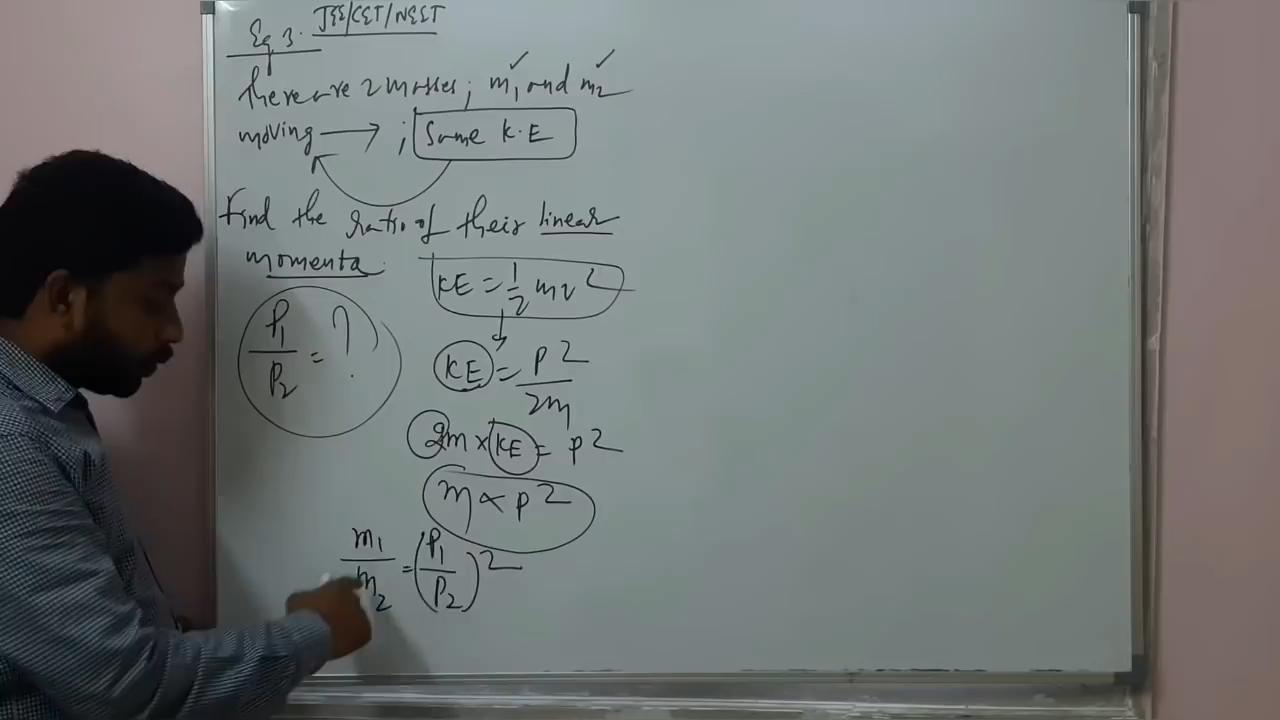 Eg 3. JEE/CET/NEST
There are 2 masses; m₁ and m₂
moving → ; Same K.E
Find the ratio of their linear
momenta.
KE = 1/2 mv²
P₁/P₂ = ?
KE = P²/2m
2m × KE = P²
m ∝ P²
m₁/m₂ = (P₁/P₂)²